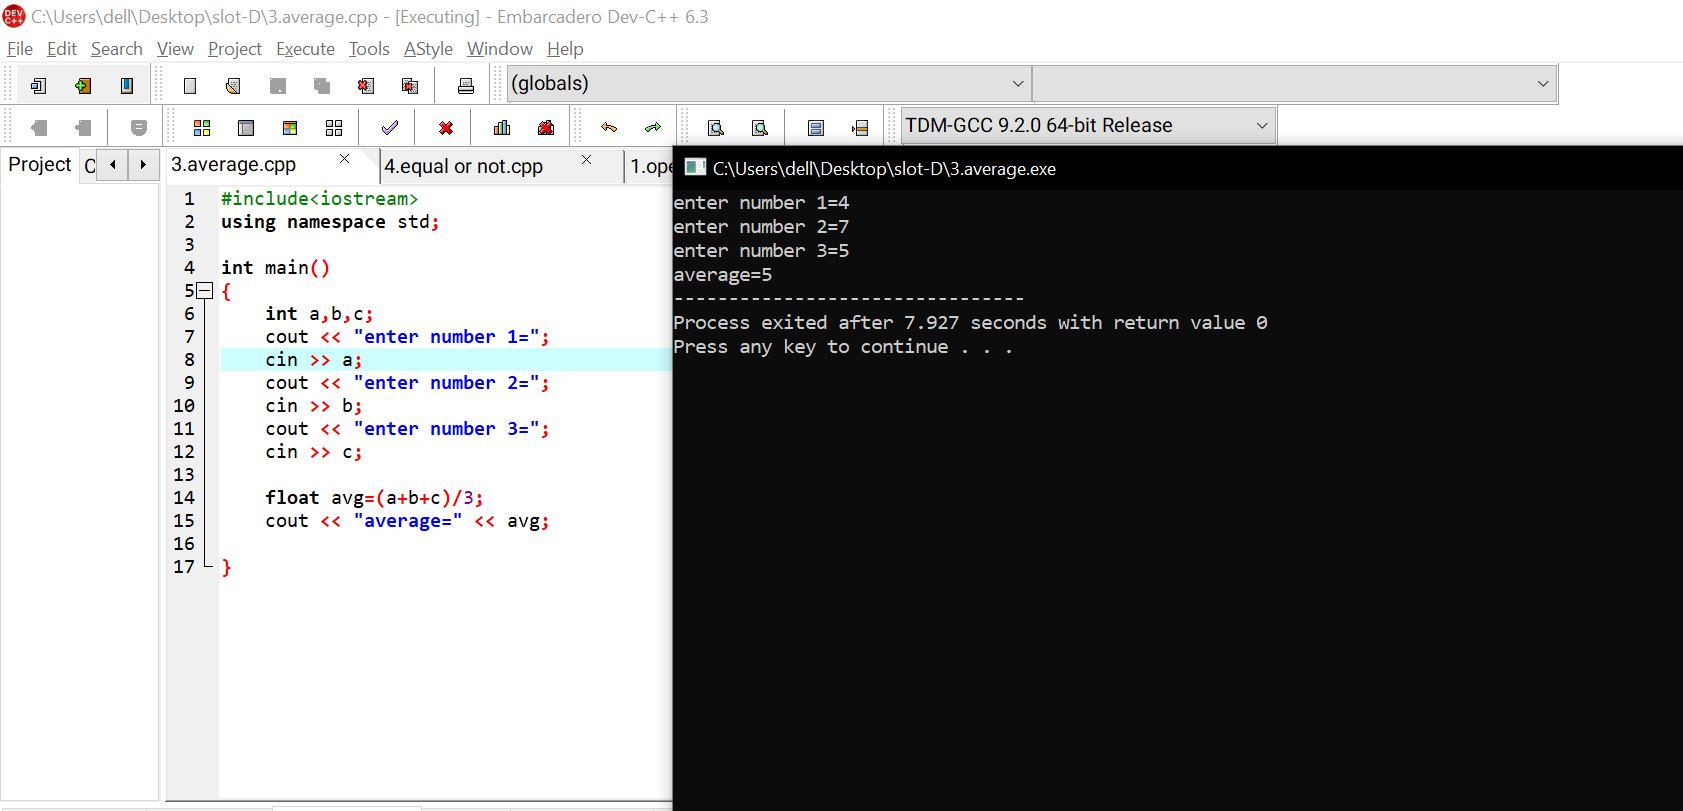 C:\Users\dell\Desktop\slot-D\3.average.cpp - [Executing] - Embarcadero Dev-C++ 6.3
File Edit Search View Project Execute Tools AStyle Window Help
(globals)
TDM-GCC 9.2.0 64-bit Release
Project C 3.average.cpp 4.equal or not.cpp 1.ope
1 #include<iostream>
2 using namespace std;
3
4 int main()
5 {
6 int a,b,c;
7 cout << "enter number 1=";
8 cin >> a;
9 cout << "enter number 2=";
10 cin >> b;
11 cout << "enter number 3=";
12 cin >> c;
13
14 float avg=(a+b+c)/3;
15 cout << "average=" << avg;
16
17 }
C:\Users\dell\Desktop\slot-D\3.average.exe
enter number 1=4
enter number 2=7
enter number 3=5
average=5
--------------------------------
Process exited after 7.927 seconds with return value 0
Press any key to continue . . .